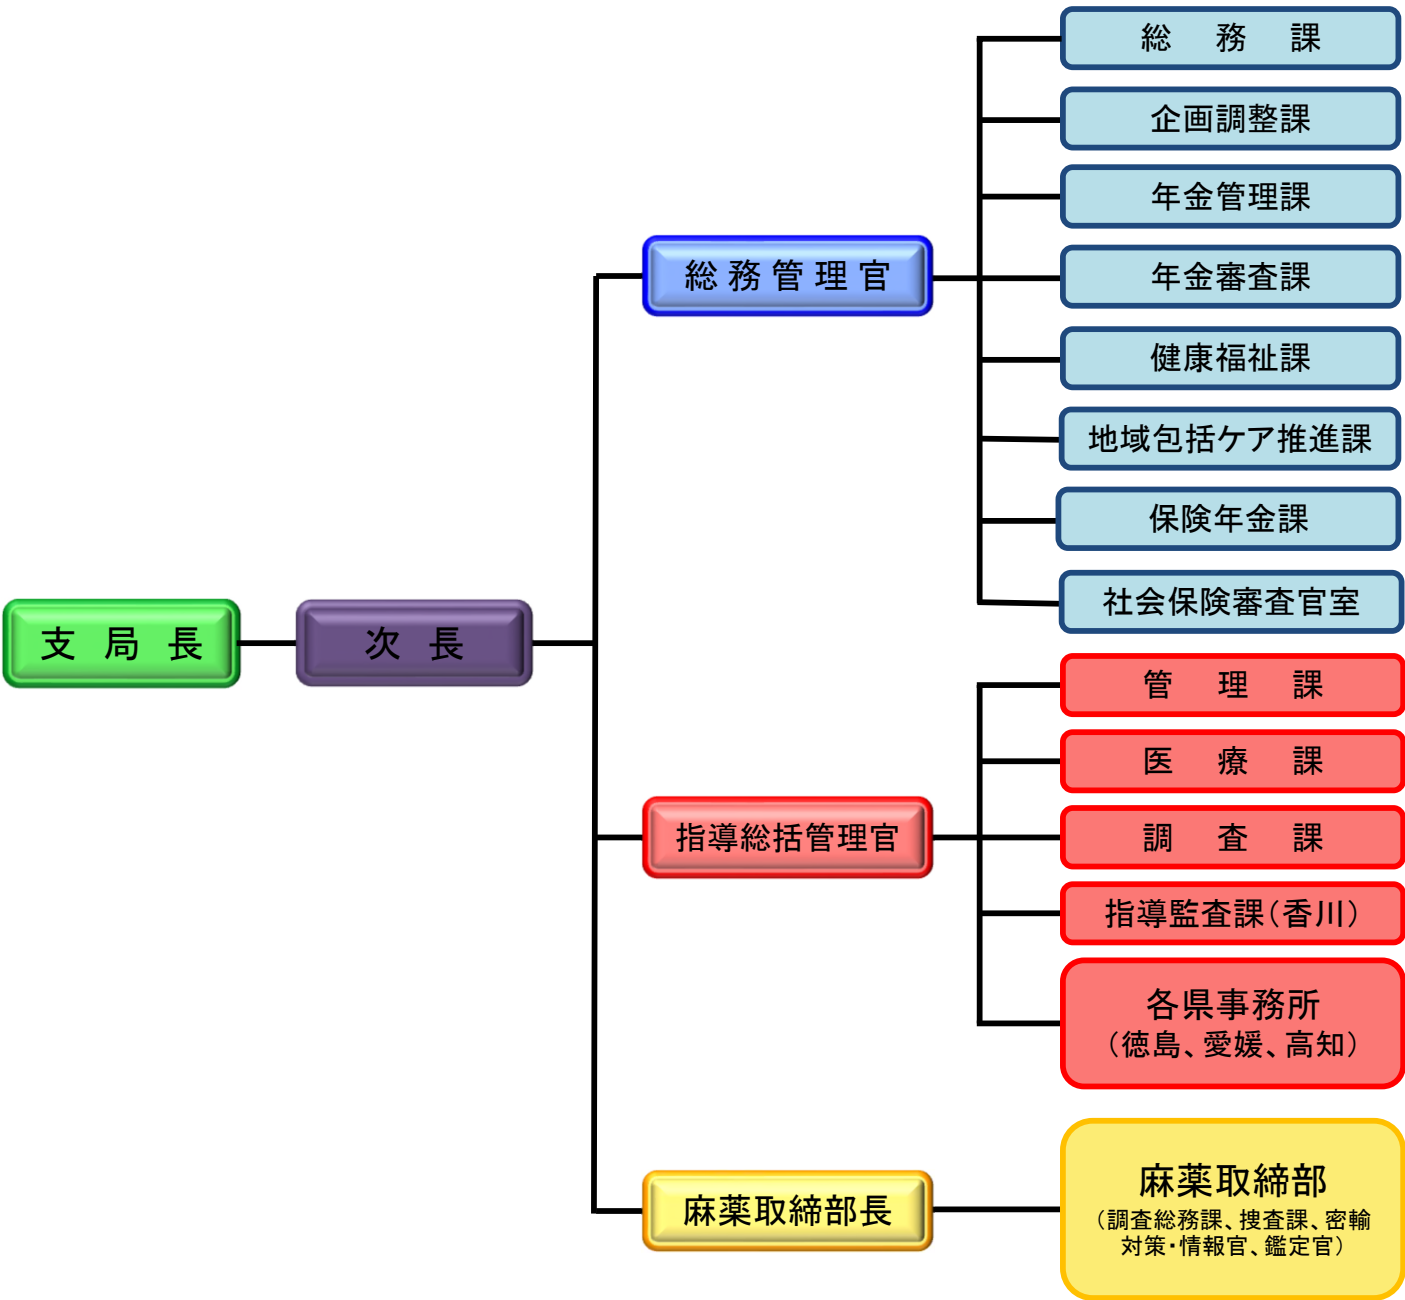 支 局 長
次 長
総務管理官
総 務 課
企画調整課
年金管理課
年金審査課
健康福祉課
地域包括ケア推進課
保険年金課
社会保険審査官室
指導総括管理官
管 理 課
医 療 課
調 査 課
指導監査課(香川)
各県事務所
(徳島、愛媛、高知)
麻薬取締部長
麻薬取締部
(調査総務課、捜査課、密輸
対策・情報官、鑑定官)